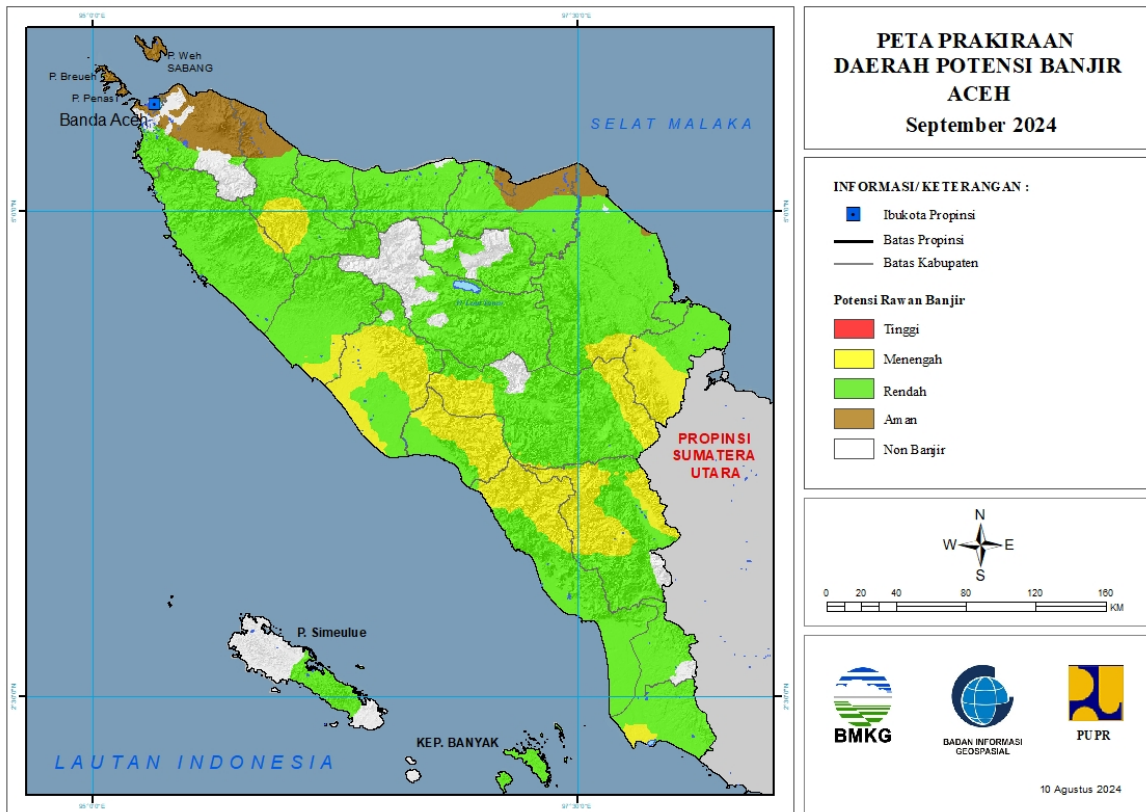 PETA PRAKIRAAN
DAERAH POTENSI BANJIR
ACEH
September 2024
INFORMASI/ KETERANGAN :
Ibukota Propinsi
Batas Propinsi
Batas Kabupaten
Potensi Rawan Banjir
Tinggi
Menengah
Rendah
Aman
Non Banjir
N
W E
S
0 20 40 80 120 160
KM
BMKG
BADAN INFORMASI
GEOSPASIAL
PUPR
10 Agustus 2024
P. Weh
SABANG
P. Breueh
P. Penasi
Banda Aceh
SELAT MALAKA
PROPINSI
SUMATERA
UTARA
P. Simeulue
KEP. BANYAK
LAUTAN INDONESIA